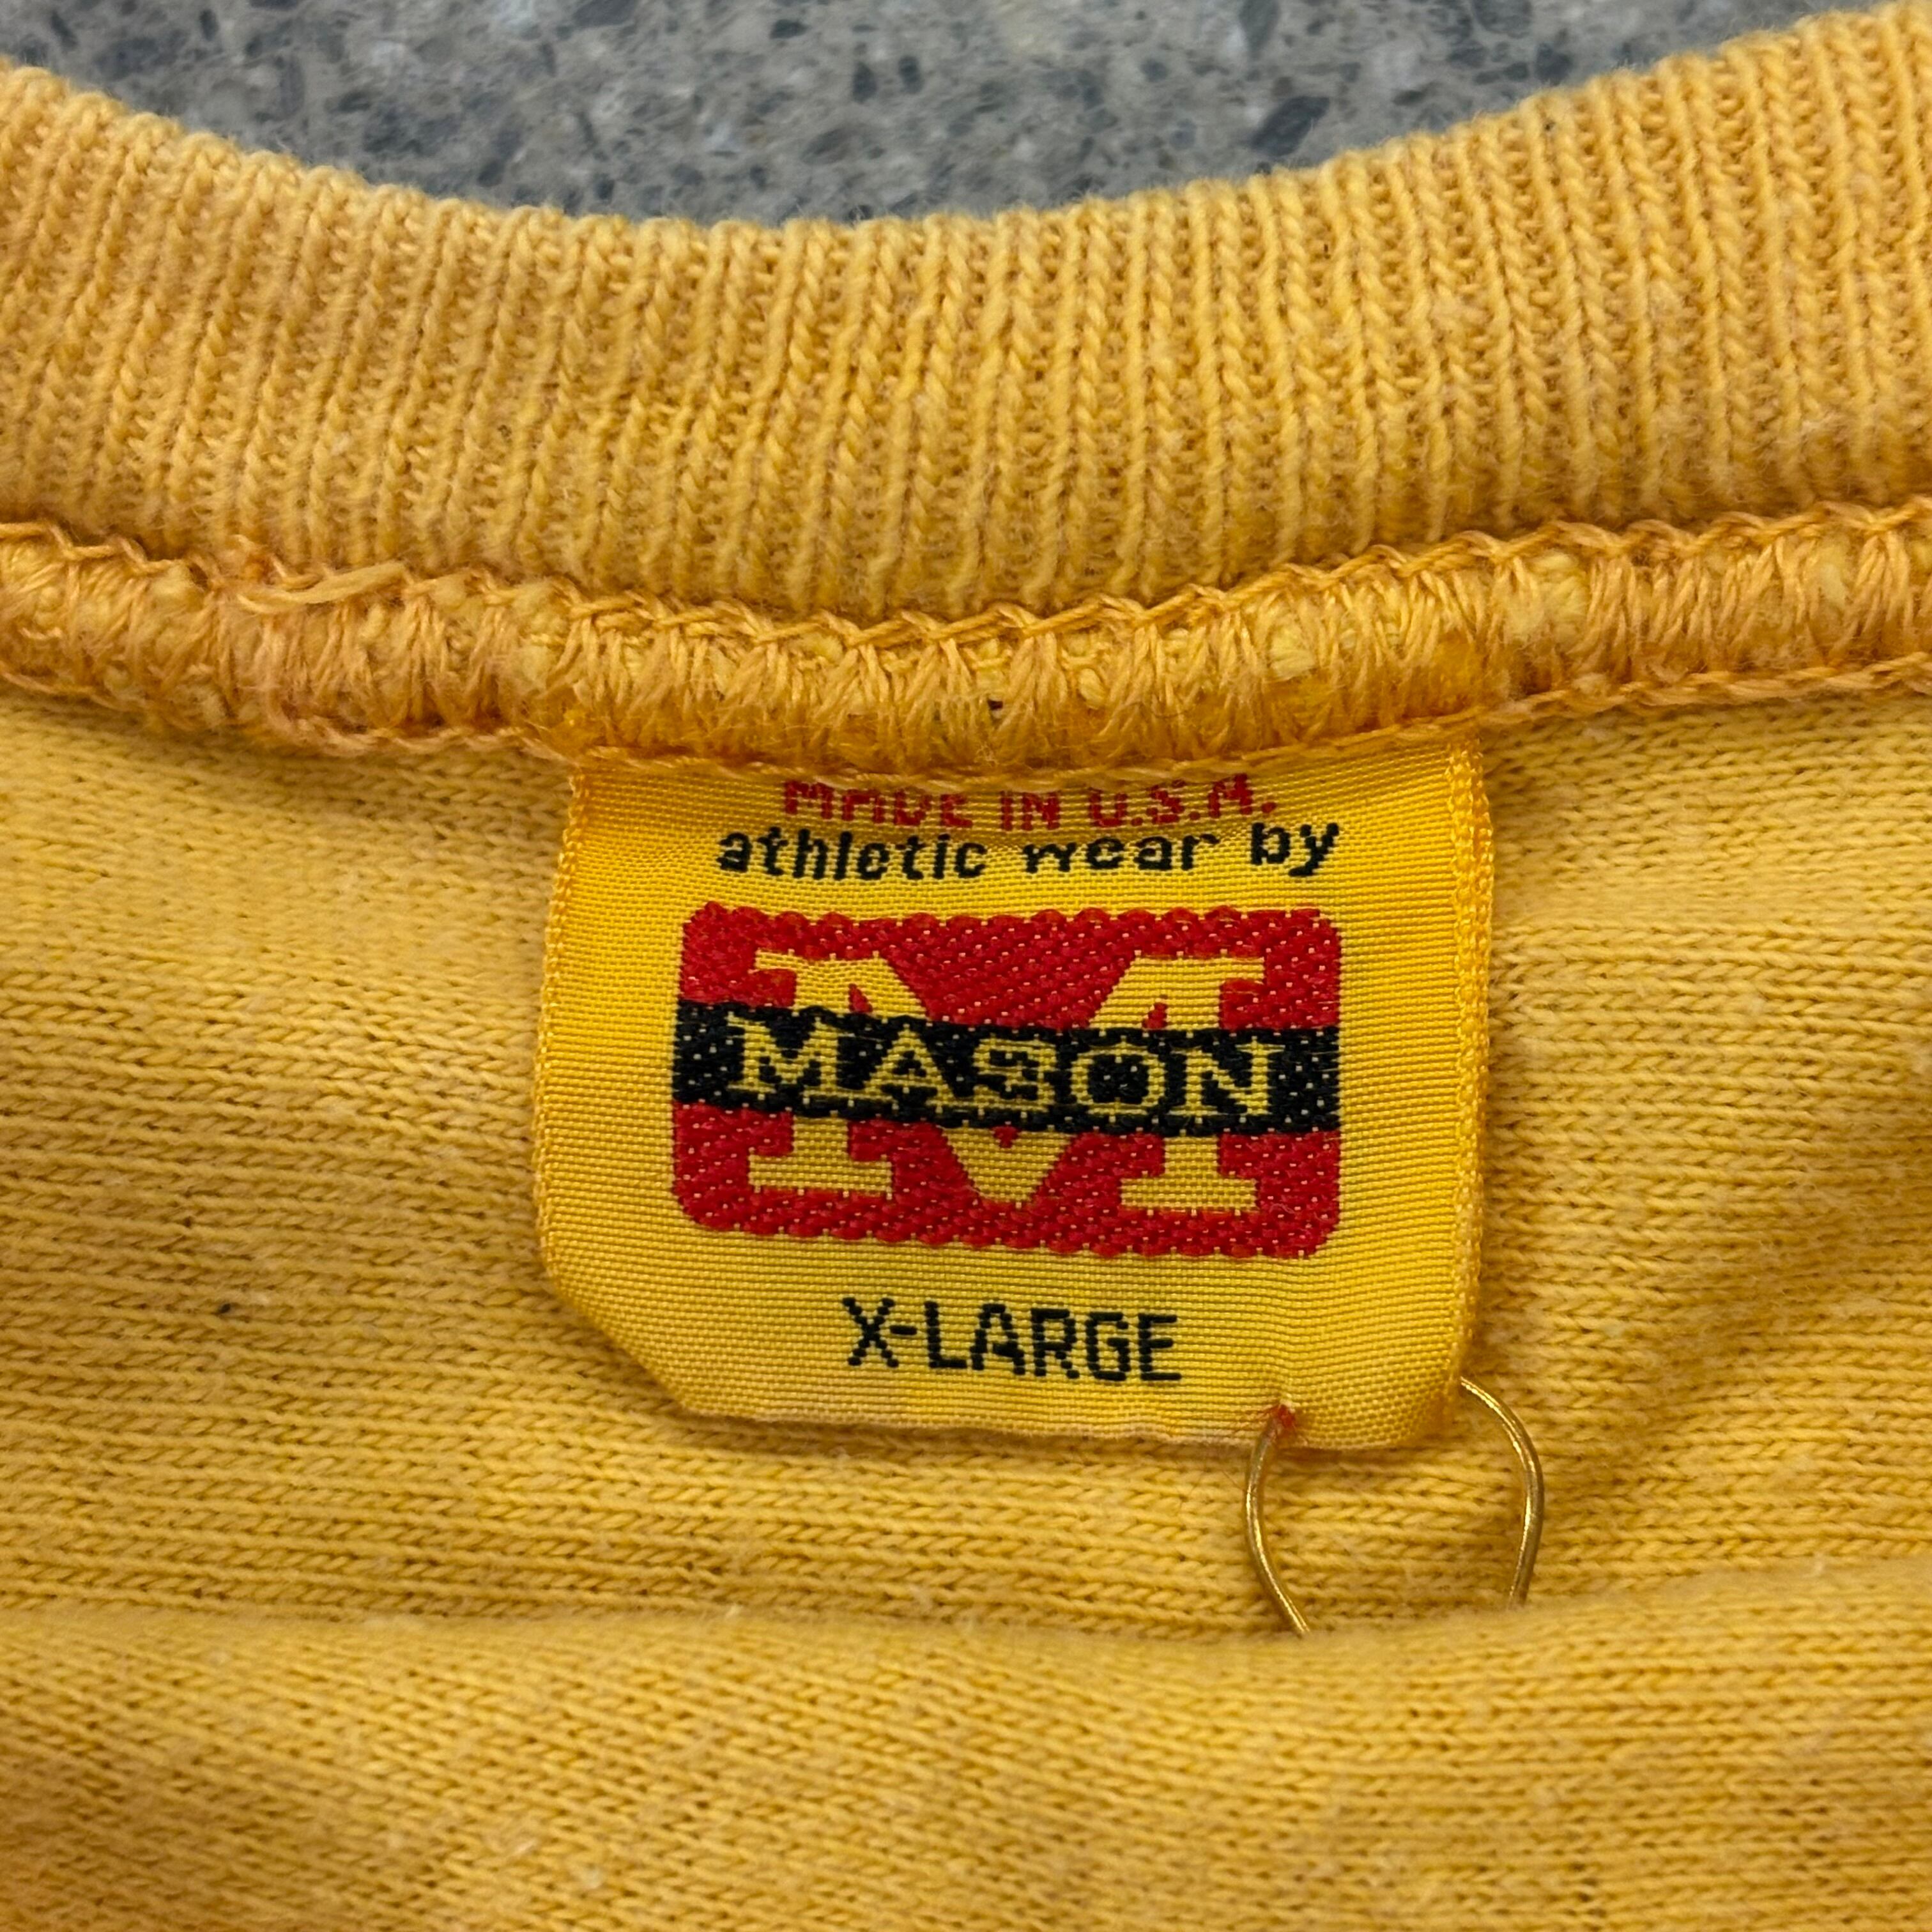 MADE IN U.S.A.
athletic wear by
M
MASON
X-LARGE